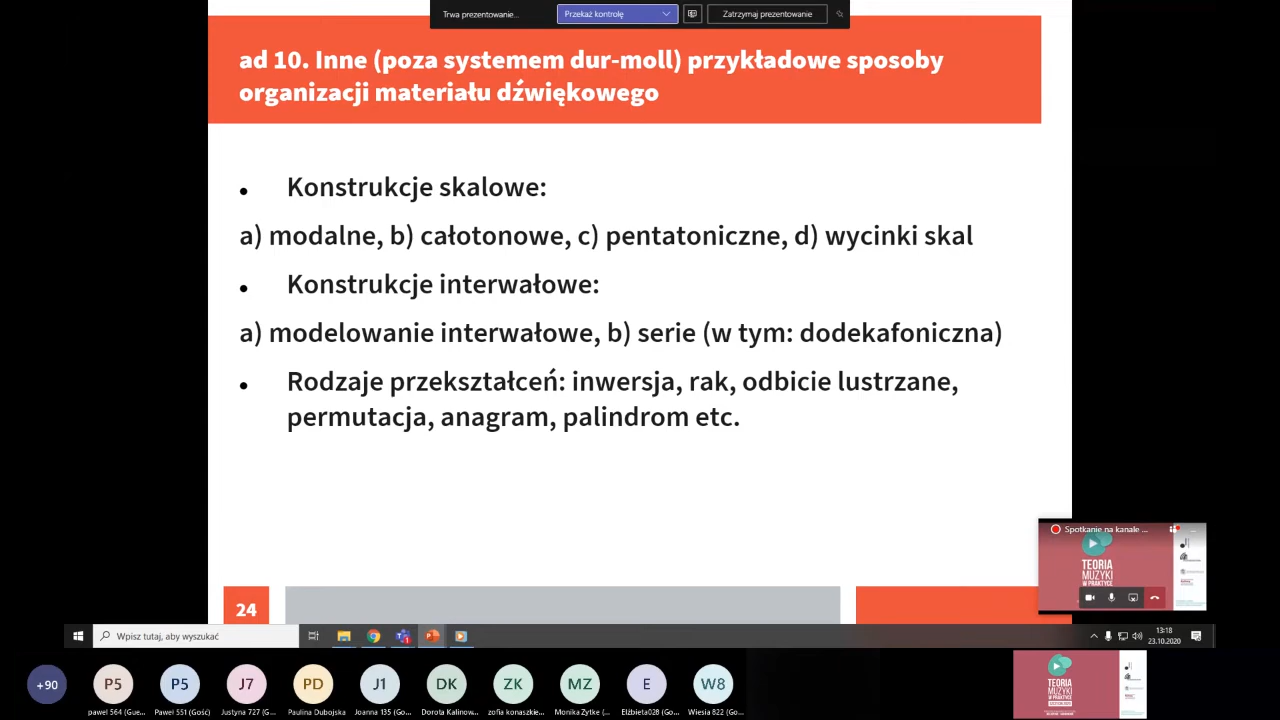 Trwa prezentowanie...
Przekaż kontrolę
Zatrzymaj prezentowanie
ad 10. Inne (poza systemem dur-moll) przykładowe sposoby
organizacji materiału dźwiękowego
• Konstrukcje skalowe:
a) modalne, b) całotonowe, c) pentatoniczne, d) wycinki skal
• Konstrukcje interwałowe:
a) modelowanie interwałowe, b) serie (w tym: dodekafoniczna)
• Rodzaje przekształceń: inwersja, rak, odbicie lustrzane,
permutacja, anagram, palindrom etc.
Spotkanie na kanale ...
TEORIA
MUZYKI
W PRAKTYCE
24
Wpisz tutaj, aby wyszukać
13:18
23.10.2020
+90
P5
P5
J7
PD
J1
DK
ZK
MZ
E
W8
paweł 564 (Gue...
Paweł 551 (Gość)
Justyna 727 (G...
Paulina Dubojska
Joanna 135 (Go...
Dorota Kalinow...
zofia konaszkie...
Monika Zytke (...
Elżbieta028 (Go...
Wiesia 822 (Go...
TEORIA
MUZYKI
W PRAKTYCE